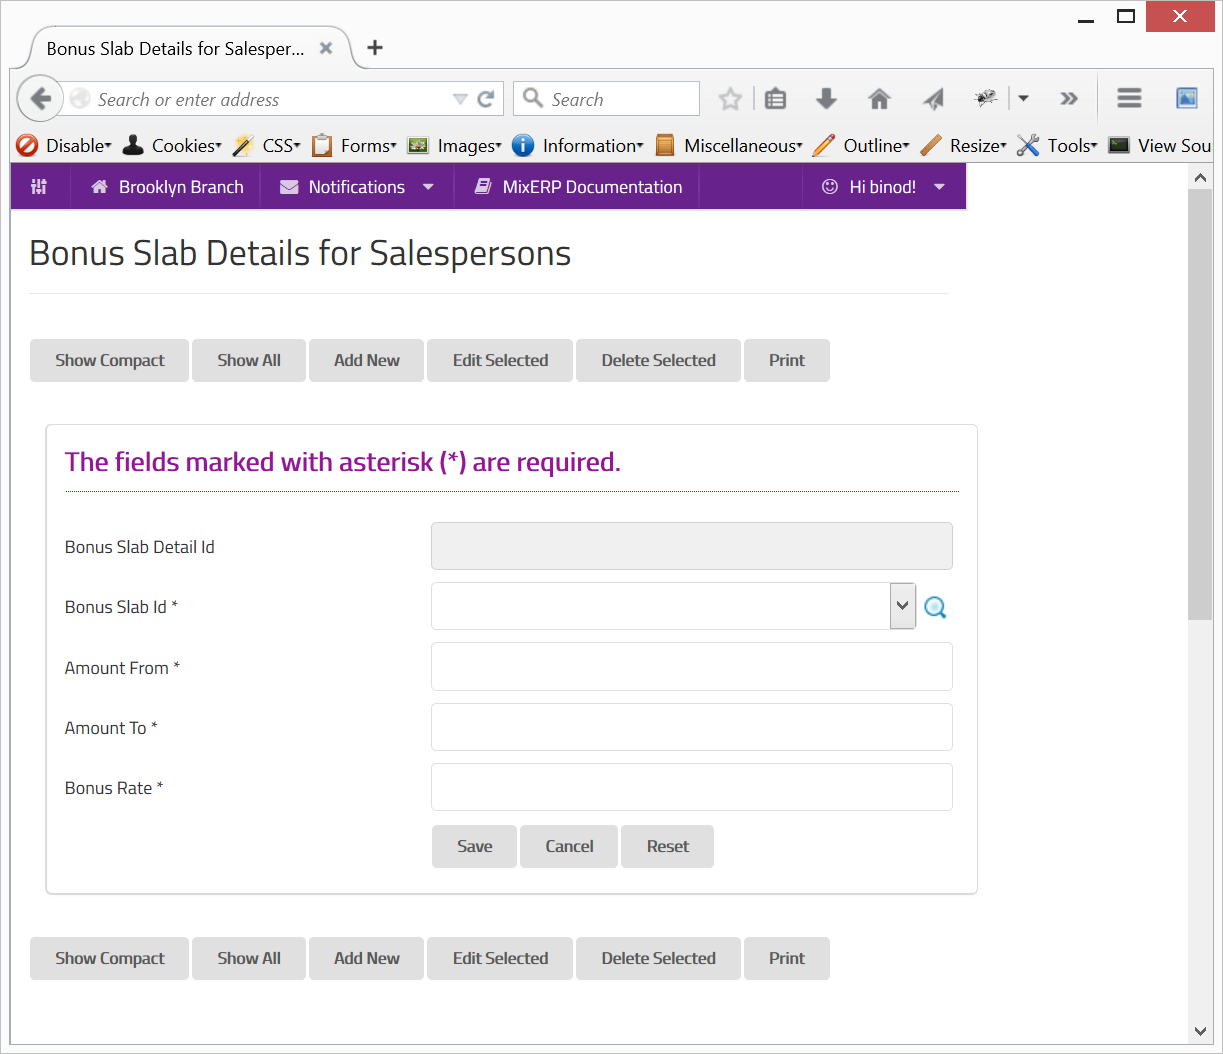 Bonus Slab Details for Salesper...
Search or enter address
Search
Disable Cookies CSS Forms Images Information Miscellaneous Outline Resize Tools View Sou
Brooklyn Branch Notifications MixERP Documentation Hi binod!
Bonus Slab Details for Salespersons
Show Compact Show All Add New Edit Selected Delete Selected Print
The fields marked with asterisk (*) are required.
Bonus Slab Detail Id
Bonus Slab Id *
Amount From *
Amount To *
Bonus Rate *
Save Cancel Reset
Show Compact Show All Add New Edit Selected Delete Selected Print